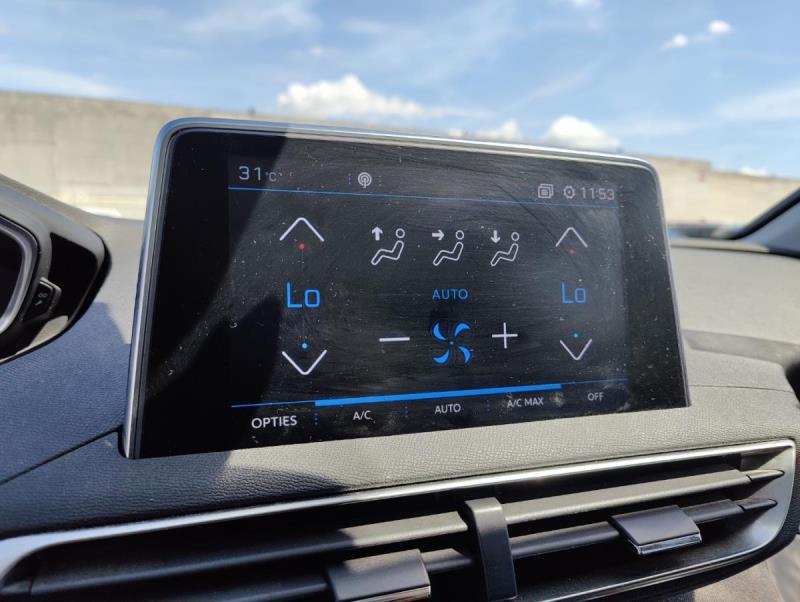 31°C 11:53
Lo AUTO Lo
OPTIES A/C AUTO A/C MAX OFF